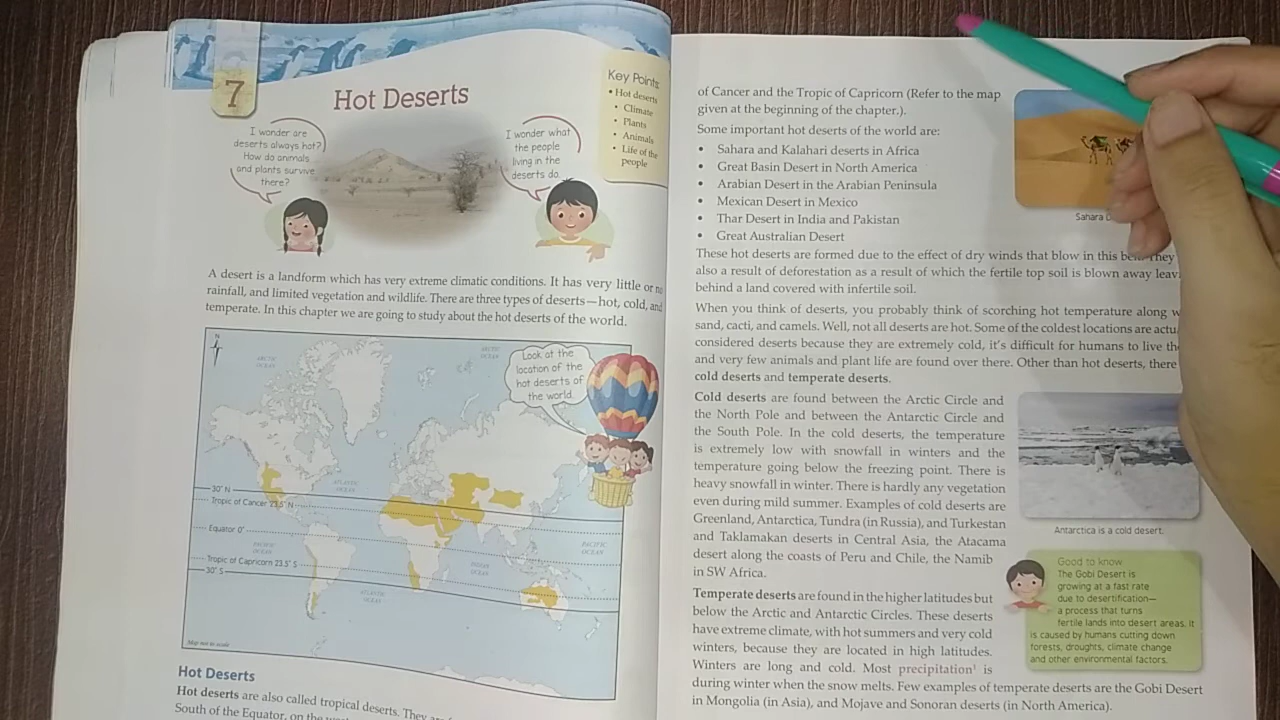 7
Hot Deserts
Key Points
• Hot deserts
• Climate
• Plants
• Animals
• Life of the
people
I wonder are
deserts always hot?
How do animals
and plants survive
there?
I wonder what
the people
living in the
deserts do.
A desert is a landform which has very extreme climatic conditions. It has very little or no
rainfall, and limited vegetation and wildlife. There are three types of deserts—hot, cold, and
temperate. In this chapter we are going to study about the hot deserts of the world.
N
ARCTIC
OCEAN
ARCTIC
OCEAN
Look at the
location of the
hot deserts of
the world.
ATLANTIC
OCEAN
30° N
Tropic of Cancer 23.5° N
Equator 0°
PACIFIC
OCEAN
PACIFIC
OCEAN
Tropic of Capricorn 23.5° S
INDIAN
OCEAN
30° S
ATLANTIC
OCEAN
Map not to scale
Hot Deserts
Hot deserts are also called tropical deserts. They
South of the Equator, on the
of Cancer and the Tropic of Capricorn (Refer to the map
given at the beginning of the chapter.).
Some important hot deserts of the world are:
• Sahara and Kalahari deserts in Africa
• Great Basin Desert in North America
• Arabian Desert in the Arabian Peninsula
• Mexican Desert in Mexico
• Thar Desert in India and Pakistan
• Great Australian Desert
Sahara
These hot deserts are formed due to the effect of dry winds that blow in this They
also a result of deforestation as a result of which the fertile top soil is blown away
behind a land covered with infertile soil.
When you think of deserts, you probably think of scorching hot temperature along
sand, cacti, and camels. Well, not all deserts are hot. Some of the coldest locations are
considered deserts because they are extremely cold, it's difficult for humans to live
and very few animals and plant life are found over there. Other than hot deserts, there
cold deserts and temperate deserts.
Cold deserts are found between the Arctic Circle and
the North Pole and between the Antarctic Circle and
the South Pole. In the cold deserts, the temperature
is extremely low with snowfall in winters and the
temperature going below the freezing point. There is
heavy snowfall in winter. There is hardly any vegetation
even during mild summer. Examples of cold deserts are
Greenland, Antarctica, Tundra (in Russia), and Turkestan
and Taklamakan deserts in Central Asia, the Atacama
desert along the coasts of Peru and Chile, the Namib
in SW Africa.
Antarctica is a cold desert.
Good to know
The Gobi Desert is
growing at a fast rate
due to desertification—
a process that turns
fertile lands into desert areas. It
is caused by humans cutting down
forests, droughts, climate change
and other environmental factors.
Temperate deserts are found in the higher latitudes but
below the Arctic and Antarctic Circles. These deserts
have extreme climate, with hot summers and very cold
winters, because they are located in high latitudes.
Winters are long and cold. Most precipitation¹ is
during winter when the snow melts. Few examples of temperate deserts are the Gobi Desert
in Mongolia (in Asia), and Mojave and Sonoran deserts (in North America).